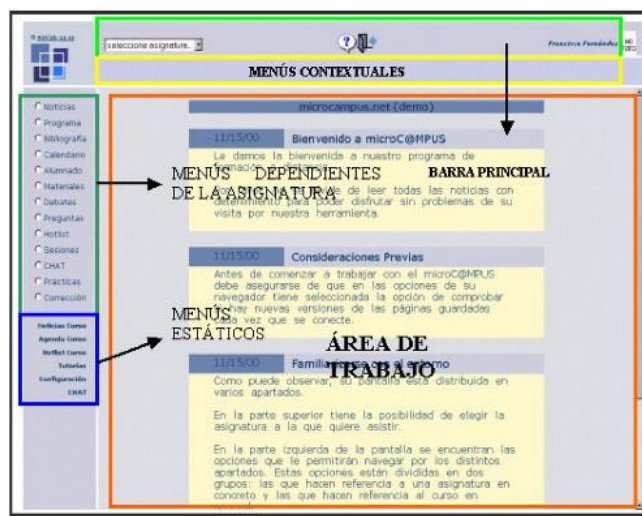 seleccione asignatura..
Francisco Fernández
NO
FOTO
MENÚS CONTEXTUALES
Noticias
Programa
Bibliografía
Calendario
Alumnado
Materiales
Debates
Preguntas
Hotlist
Sesiones
CHAT
Prácticas
Corrección
Noticias Curso
Agenda Curso
Hotlist Curso
Tutorías
Configuración
CHAT
MENÚS DEPENDIENTES
DE LA ASIGNATURA
MENÚS
ESTÁTICOS
BARRA PRINCIPAL
ÁREA DE
TRABAJO
microcampus.net (demo)
11/15/00 Bienvenido a microC@MPUS
Le damos la bienvenida a nuestro programa de
de leer todas las noticias con
detenimiento para poder disfrutar sin problemas de su
visita por nuestra herramienta.
11/15/00 Consideraciones Previas
Antes de comenzar a trabajar con el microC@MPUS
debe asegurarse de que en las opciones de su
navegador tiene seleccionada la opción de comprobar
hay nuevas versiones de las páginas guardadas
cada vez que se conecte.
11/15/00 Familiarícese con el entorno
Como puede observar, su pantalla está distribuida en
varios apartados.
En la parte superior tiene la posibilidad de elegir la
asignatura a la que quiere asistir.
En la parte izquierda de la pantalla se encuentran las
opciones que le permitirán navegar por los distintos
apartados. Estas opciones están divididas en dos
grupos: las que hacen referencia a una asignatura en
concreto y las que hacen referencia al curso en